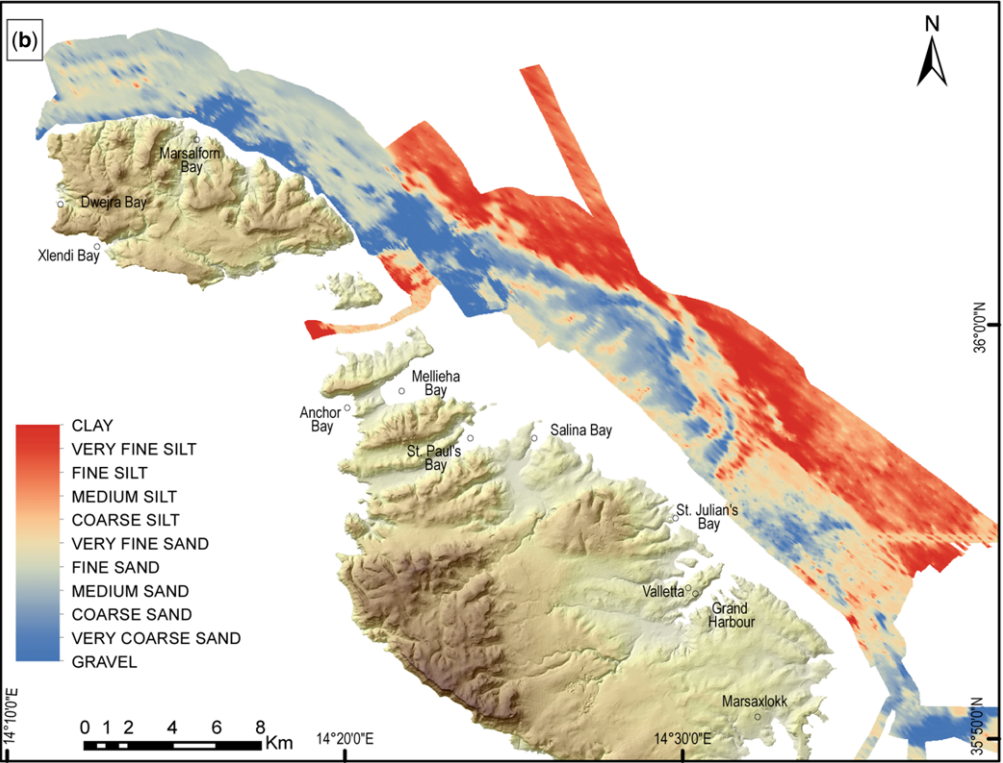 (b)
N
Marsalforn
Bay
Dwejra Bay
Xlendi Bay
36°0'0"N
Mellieha
Bay
Anchor
Bay
Salina Bay
St. Paul's
Bay
St. Julian's
Bay
Valletta
Grand
Harbour
Marsaxlokk
CLAY
VERY FINE SILT
FINE SILT
MEDIUM SILT
COARSE SILT
VERY FINE SAND
FINE SAND
MEDIUM SAND
COARSE SAND
VERY COARSE SAND
GRAVEL
0 1 2 4 6 8
Km
14°10'0"E
14°20'0"E
14°30'0"E
35°50'0"N